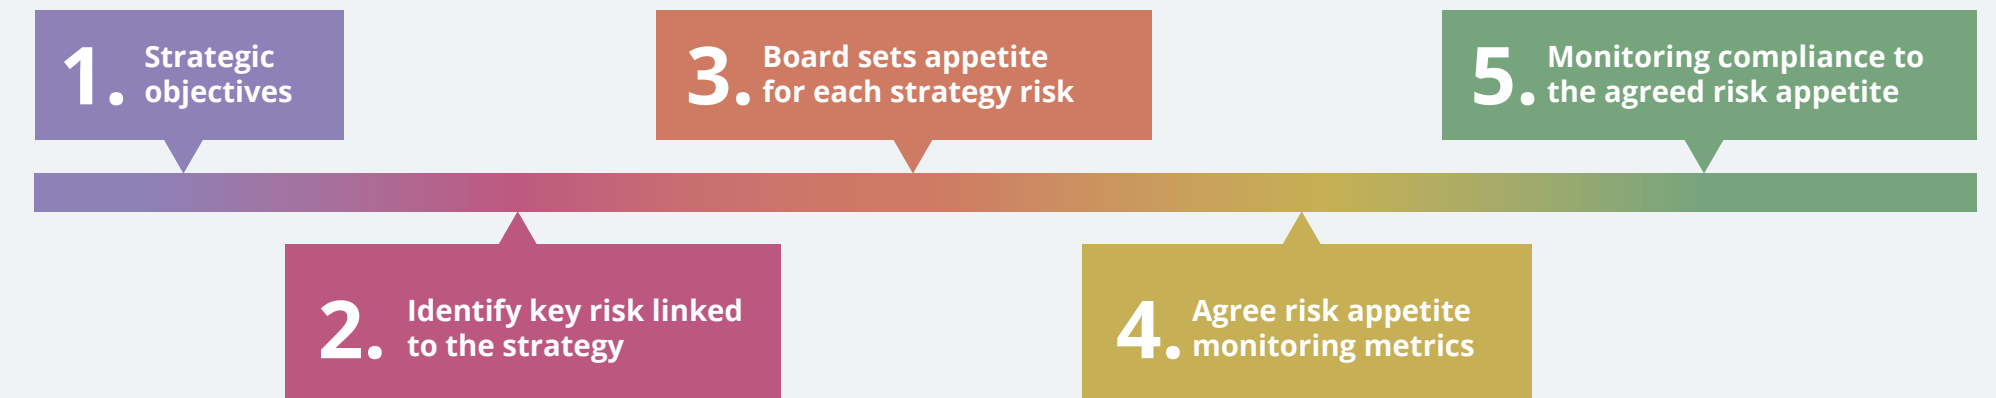 1. Strategic
objectives
2. Identify key risk linked
to the strategy
3. Board sets appetite
for each strategy risk
4. Agree risk appetite
monitoring metrics
5. Monitoring compliance to
the agreed risk appetite